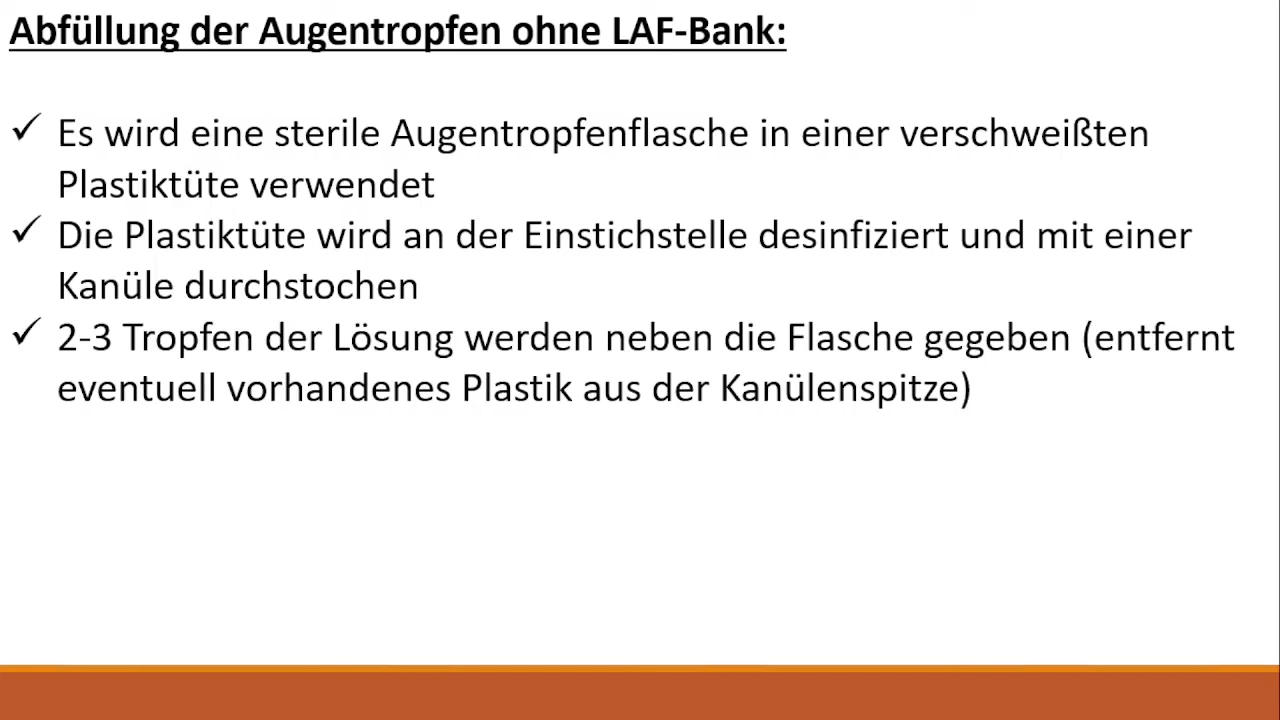 Abfüllung der Augentropfen ohne LAF-Bank:
✓ Es wird eine sterile Augentropfenflasche in einer verschweißten
Plastiktüte verwendet
✓ Die Plastiktüte wird an der Einstichstelle desinfiziert und mit einer
Kanüle durchstochen
✓ 2-3 Tropfen der Lösung werden neben die Flasche gegeben (entfernt
eventuell vorhandenes Plastik aus der Kanülenspitze)